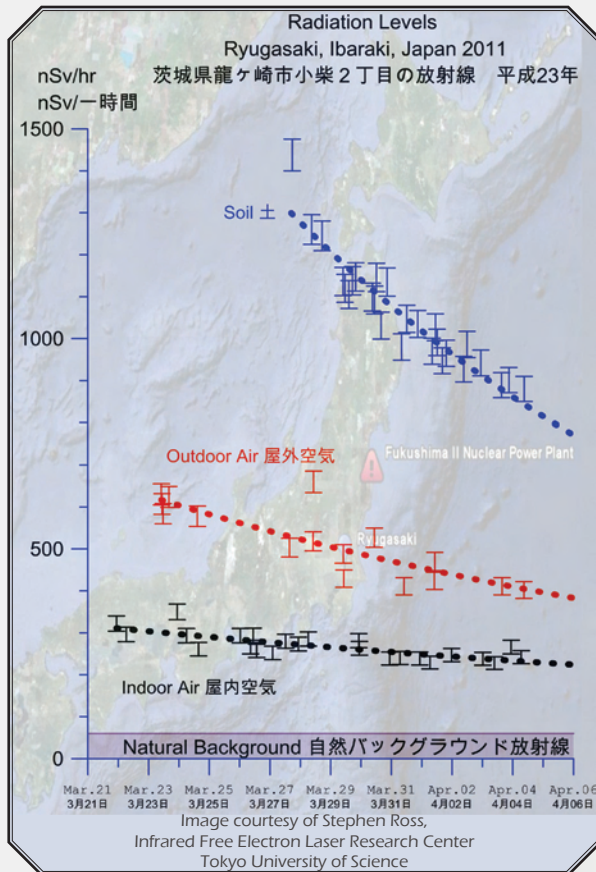 Radiation Levels
Ryugasaki, Ibaraki, Japan 2011
nSv/hr 茨城県龍ヶ崎市小柴2丁目の放射線 平成23年
nSv/一時間
1500
Soil 土
1000
Outdoor Air 屋外空気
Fukushima II Nuclear Power Plant
500
Ryugasaki
Indoor Air 屋内空気
Natural Background 自然バックグラウンド放射線
0
Mar.21 Mar.23 Mar.25 Mar.27 Mar.29 Mar.31 Apr.02 Apr.04 Apr.06
3月21日 3月23日 3月25日 3月27日 3月29日 3月31日 4月02日 4月04日 4月06日
Image courtesy of Stephen Ross,
Infrared Free Electron Laser Research Center
Tokyo University of Science